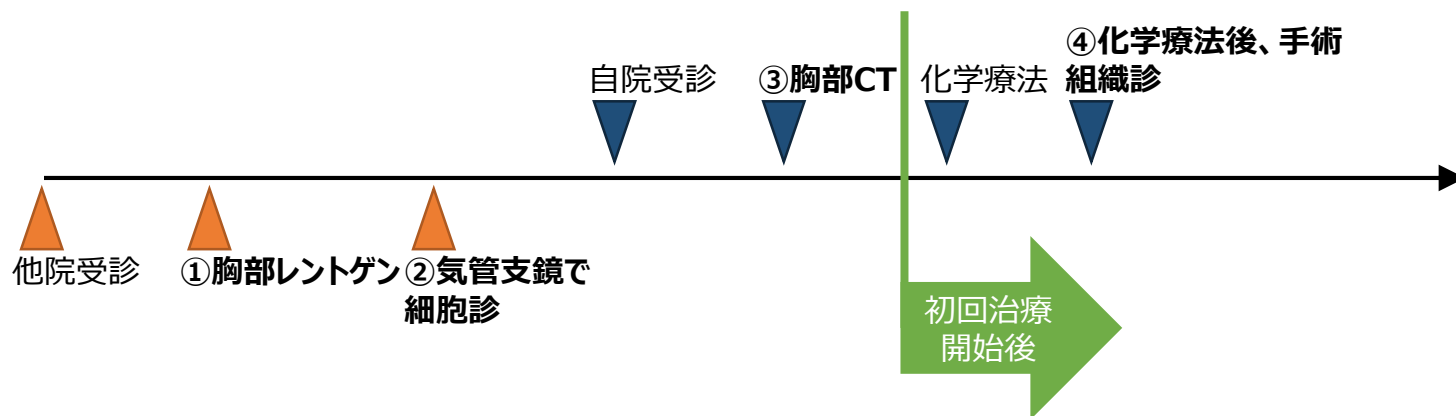 自院受診
③胸部CT
化学療法
④化学療法後、手術
組織診
他院受診
①胸部レントゲン
②気管支鏡で
細胞診
初回治療
開始後